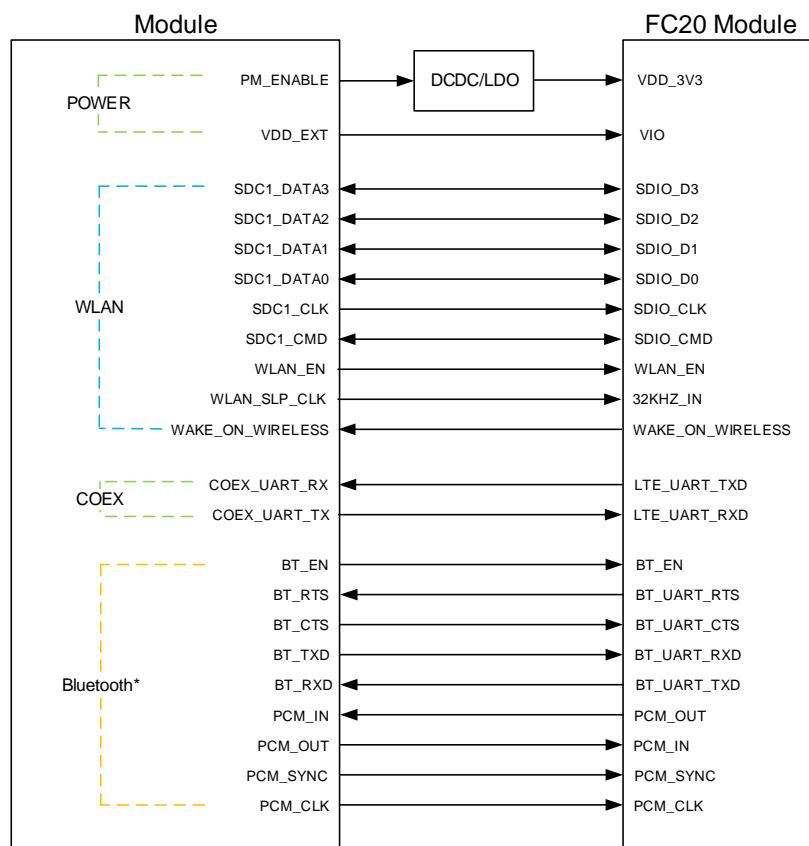 Module FC20 Module
PM_ENABLE DCDC/LDO VDD_3V3
POWER
VDD_EXT VIO
SDC1_DATA3 SDIO_D3
SDC1_DATA2 SDIO_D2
SDC1_DATA1 SDIO_D1
SDC1_DATA0 SDIO_D0
WLAN SDC1_CLK SDIO_CLK
SDC1_CMD SDIO_CMD
WLAN_EN WLAN_EN
WLAN_SLP_CLK 32KHZ_IN
WAKE_ON_WIRELESS WAKE_ON_WIRELESS
COEX_UART_RX LTE_UART_TXD
COEX
COEX_UART_TX LTE_UART_RXD
BT_EN BT_EN
BT_RTS BT_UART_RTS
BT_CTS BT_UART_CTS
BT_TXD BT_UART_RXD
Bluetooth* BT_RXD BT_UART_TXD
PCM_IN PCM_OUT
PCM_OUT PCM_IN
PCM_SYNC PCM_SYNC
PCM_CLK PCM_CLK